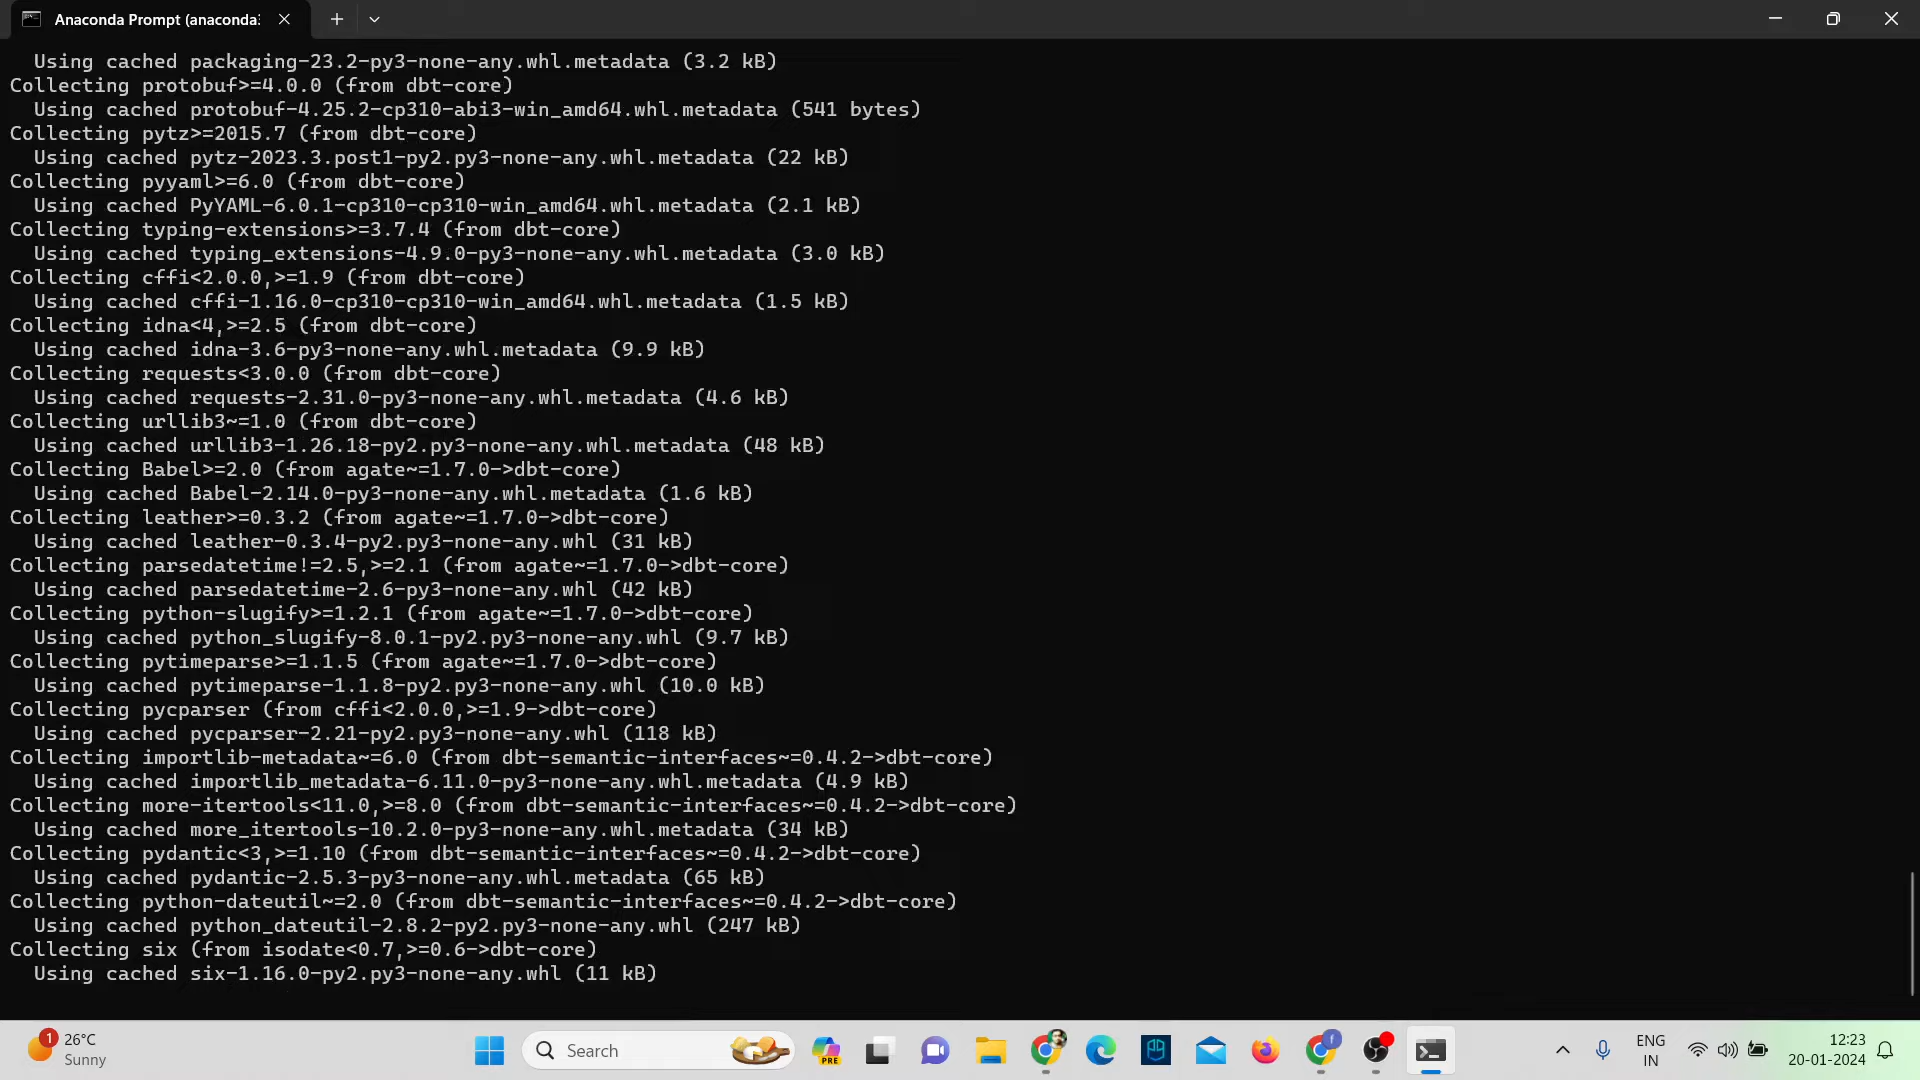 Anaconda Prompt (anaconda3
Using cached packaging-23.2-py3-none-any.whl.metadata (3.2 kB)
Collecting protobuf>=4.0.0 (from dbt-core)
Using cached protobuf-4.25.2-cp310-abi3-win_amd64.whl.metadata (541 bytes)
Collecting pytz>=2015.7 (from dbt-core)
Using cached pytz-2023.3.post1-py2.py3-none-any.whl.metadata (22 kB)
Collecting pyyaml>=6.0 (from dbt-core)
Using cached PyYAML-6.0.1-cp310-cp310-win_amd64.whl.metadata (2.1 kB)
Collecting typing-extensions>=3.7.4 (from dbt-core)
Using cached typing_extensions-4.9.0-py3-none-any.whl.metadata (3.0 kB)
Collecting cffi<2.0.0,>=1.9 (from dbt-core)
Using cached cffi-1.16.0-cp310-cp310-win_amd64.whl.metadata (1.5 kB)
Collecting idna<4,>=2.5 (from dbt-core)
Using cached idna-3.6-py3-none-any.whl.metadata (9.9 kB)
Collecting requests<3.0.0 (from dbt-core)
Using cached requests-2.31.0-py3-none-any.whl.metadata (4.6 kB)
Collecting urllib3~=1.0 (from dbt-core)
Using cached urllib3-1.26.18-py2.py3-none-any.whl.metadata (48 kB)
Collecting Babel>=2.0 (from agate~=1.7.0->dbt-core)
Using cached Babel-2.14.0-py3-none-any.whl.metadata (1.6 kB)
Collecting leather>=0.3.2 (from agate~=1.7.0->dbt-core)
Using cached leather-0.3.4-py2.py3-none-any.whl (31 kB)
Collecting parsedatetime!=2.5,>=2.1 (from agate~=1.7.0->dbt-core)
Using cached parsedatetime-2.6-py3-none-any.whl (42 kB)
Collecting python-slugify>=1.2.1 (from agate~=1.7.0->dbt-core)
Using cached python_slugify-8.0.1-py2.py3-none-any.whl (9.7 kB)
Collecting pytimeparse>=1.1.5 (from agate~=1.7.0->dbt-core)
Using cached pytimeparse-1.1.8-py2.py3-none-any.whl (10.0 kB)
Collecting pycparser (from cffi<2.0.0,>=1.9->dbt-core)
Using cached pycparser-2.21-py2.py3-none-any.whl (118 kB)
Collecting importlib-metadata~=6.0 (from dbt-semantic-interfaces~=0.4.2->dbt-core)
Using cached importlib_metadata-6.11.0-py3-none-any.whl.metadata (4.9 kB)
Collecting more-itertools<11.0,>=8.0 (from dbt-semantic-interfaces~=0.4.2->dbt-core)
Using cached more_itertools-10.2.0-py3-none-any.whl.metadata (34 kB)
Collecting pydantic<3,>=1.10 (from dbt-semantic-interfaces~=0.4.2->dbt-core)
Using cached pydantic-2.5.3-py3-none-any.whl.metadata (65 kB)
Collecting python-dateutil~=2.0 (from dbt-semantic-interfaces~=0.4.2->dbt-core)
Using cached python_dateutil-2.8.2-py2.py3-none-any.whl (247 kB)
Collecting six (from isodate<0.7,>=0.6->dbt-core)
Using cached six-1.16.0-py2.py3-none-any.whl (11 kB)
1
26°C
Sunny
Search
PRE
ENG
IN
12:23
20-01-2024